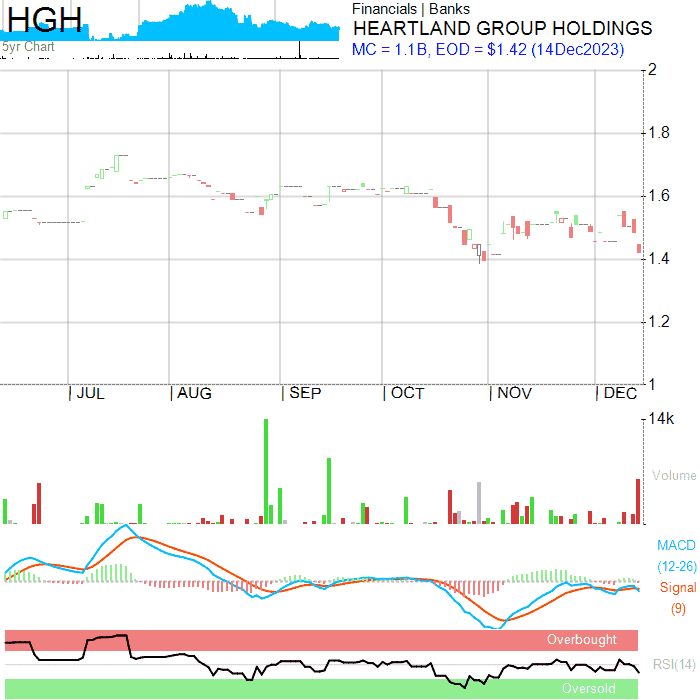 HGH
5yr Chart
Financials | Banks
HEARTLAND GROUP HOLDINGS
MC = 1.1B, EOD = $1.42 (14Dec2023)
2
1.8
1.6
1.4
1.2
1
| JUL | AUG | SEP | OCT | NOV | DEC
14k
Volume
MACD
(12-26)
Signal
(9)
Overbought
RSI(14)
Oversold